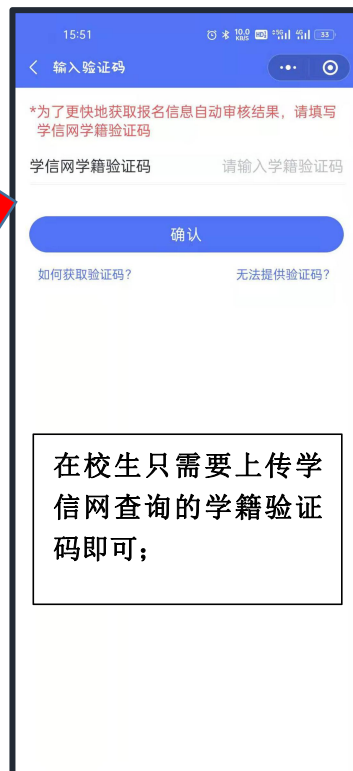 15:51 10.0 KB/S HD 5G 4G 33
输入验证码
*为了更快地获取报名信息自动审核结果，请填写
学信网学籍验证码
学信网学籍验证码 请输入学籍验证码
确认
如何获取验证码? 无法提供验证码?
在校生只需要上传学
信网查询的学籍验证
码即可；